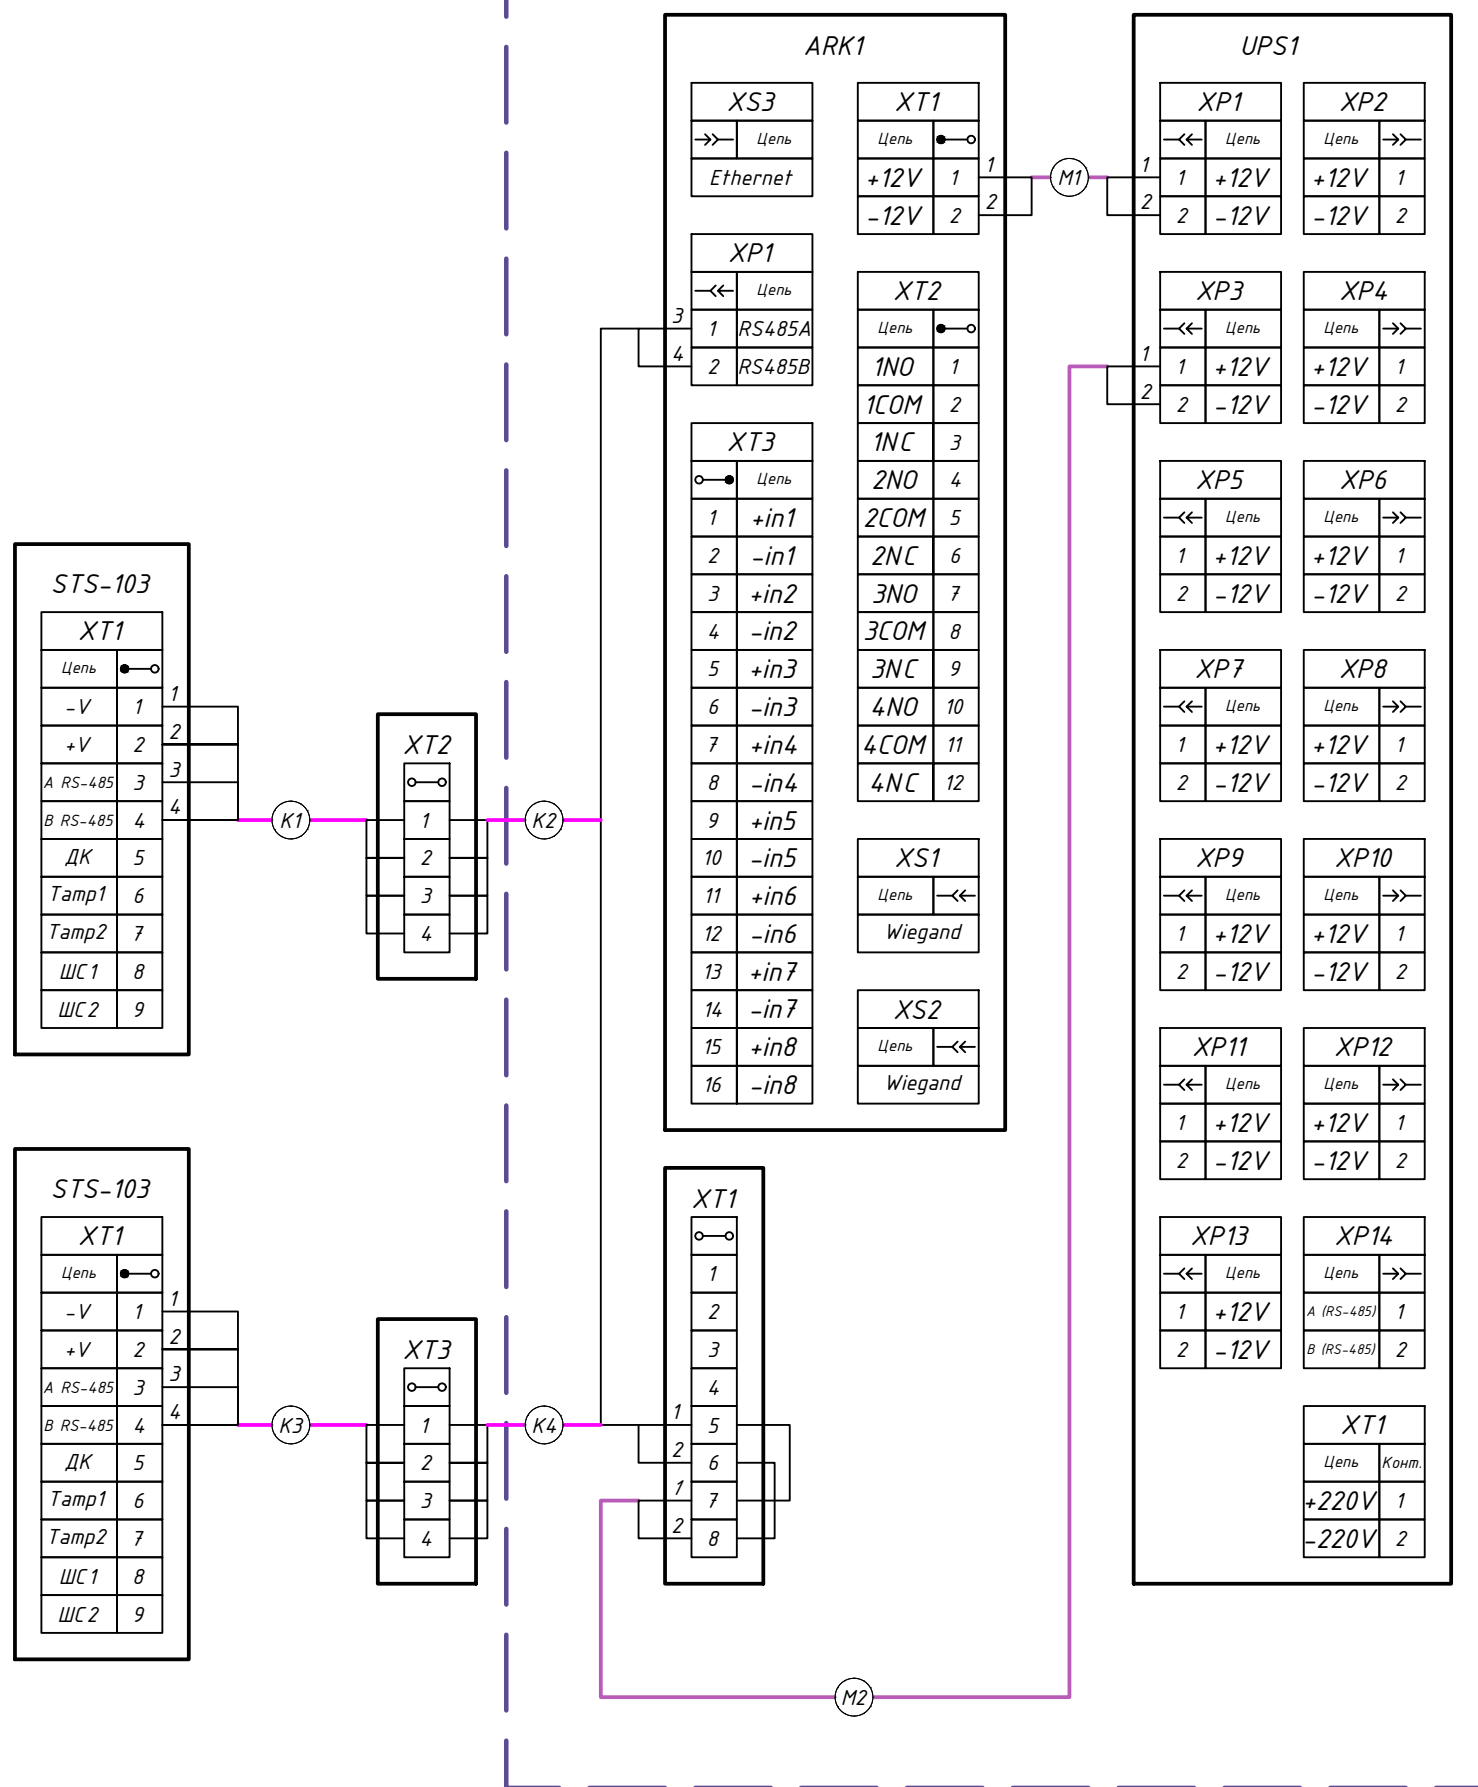 ARK1
XS3
Цепь
Ethernet
XT1
Цепь
+12V 1
-12V 2
1
2
M1
XP1
Цепь
1 RS485A
2 RS485B
3
4
XT2
Цепь
1NO 1
1COM 2
1NC 3
2NO 4
2COM 5
2NC 6
3NO 7
3COM 8
3NC 9
4NO 10
4COM 11
4NC 12
XT3
Цепь
1 +in1
2 -in1
3 +in2
4 -in2
5 +in3
6 -in3
7 +in4
8 -in4
9 +in5
10 -in5
11 +in6
12 -in6
13 +in7
14 -in7
15 +in8
16 -in8
XS1
Цепь
Wiegand
XS2
Цепь
Wiegand
UPS1
XP1
Цепь
1 +12V
2 -12V
1
2
XP2
Цепь
+12V 1
-12V 2
XP3
Цепь
1 +12V
2 -12V
1
2
XP4
Цепь
+12V 1
-12V 2
XP5
Цепь
1 +12V
2 -12V
XP6
Цепь
+12V 1
-12V 2
XP7
Цепь
1 +12V
2 -12V
XP8
Цепь
+12V 1
-12V 2
XP9
Цепь
1 +12V
2 -12V
XP10
Цепь
+12V 1
-12V 2
XP11
Цепь
1 +12V
2 -12V
XP12
Цепь
+12V 1
-12V 2
XP13
Цепь
1 +12V
2 -12V
XP14
Цепь
A (RS-485) 1
B (RS-485) 2
XT1
Цепь Конт.
+220V 1
-220V 2
STS-103
XT1
Цепь
-V 1
+V 2
A RS-485 3
B RS-485 4
ДК 5
Tamp1 6
Tamp2 7
ШС1 8
ШС2 9
1
2
3
4
K1
XT2
1
2
3
4
K2
STS-103
XT1
Цепь
-V 1
+V 2
A RS-485 3
B RS-485 4
ДК 5
Tamp1 6
Tamp2 7
ШС1 8
ШС2 9
1
2
3
4
K3
XT3
1
2
3
4
K4
XT1
1
2
3
4
5
6
7
8
1
2
1
2
M2